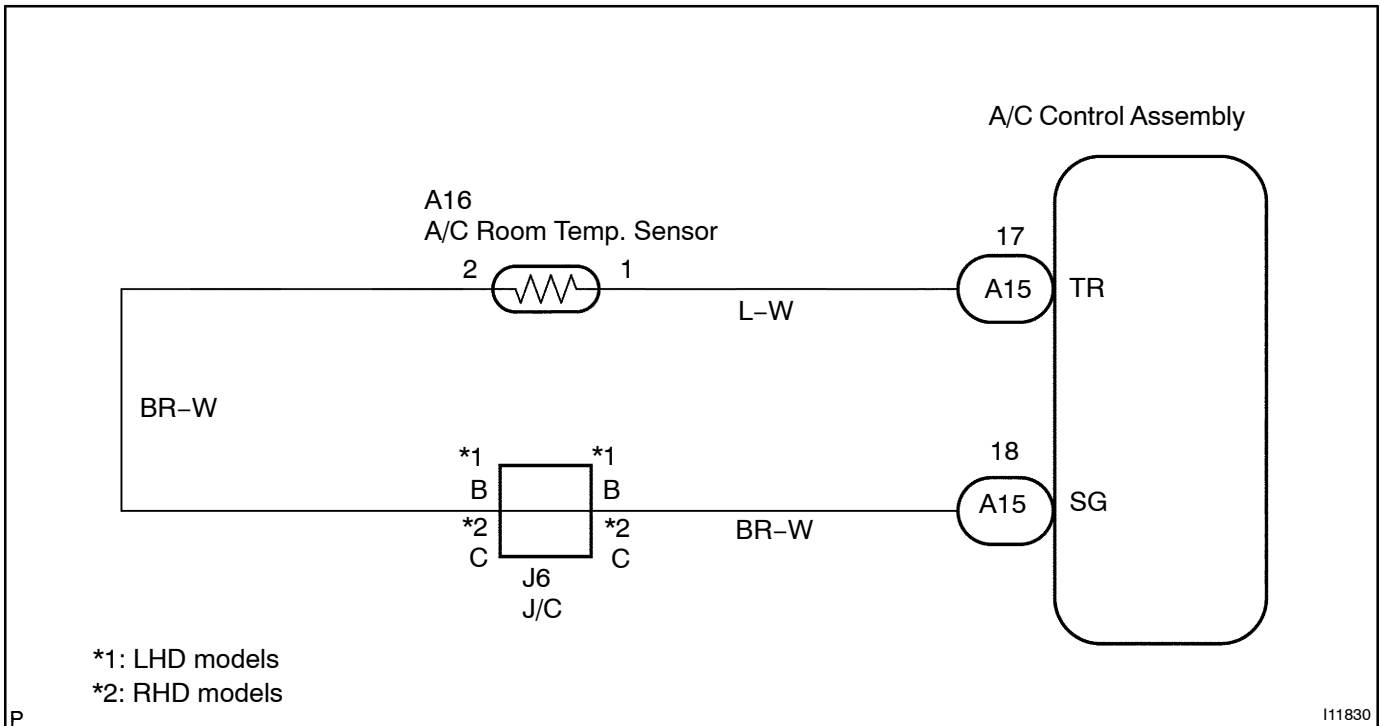 A/C Control Assembly
A16
A/C Room Temp. Sensor
2
1
17
A15
TR
L−W
BR−W
*1
*1
B
B
*2
*2
C
C
J6
J/C
BR−W
18
A15
SG
*1: LHD models
*2: RHD models
P
I11830